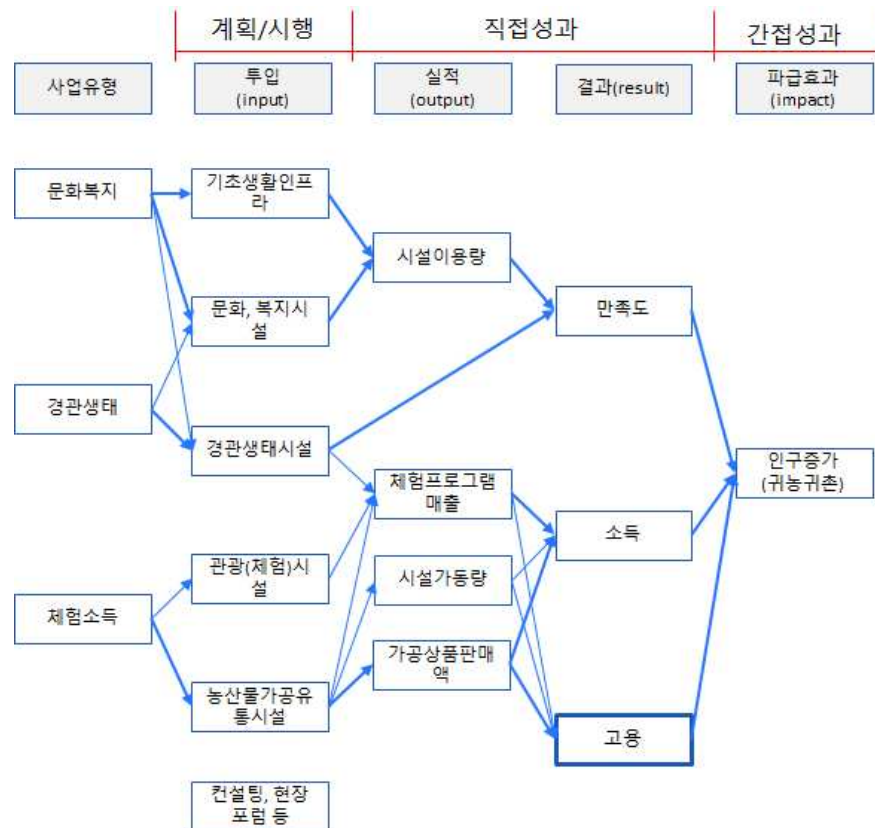 계획/시행
직접성과
간접성과
사업유형
투입
(input)
실적
(output)
결과(result)
파급효과
(impact)
문화복지
기초생활인프
라
시설이용량
문화, 복지시
설
만족도
경관생태
경관생태시설
체험프로그램
매출
인구증가
(귀농귀촌)
소득
관광(체험)시
설
시설가동량
체험소득
가공상품판매
액
농산물가공유
통시설
고용
컨설팅, 현장
포럼 등